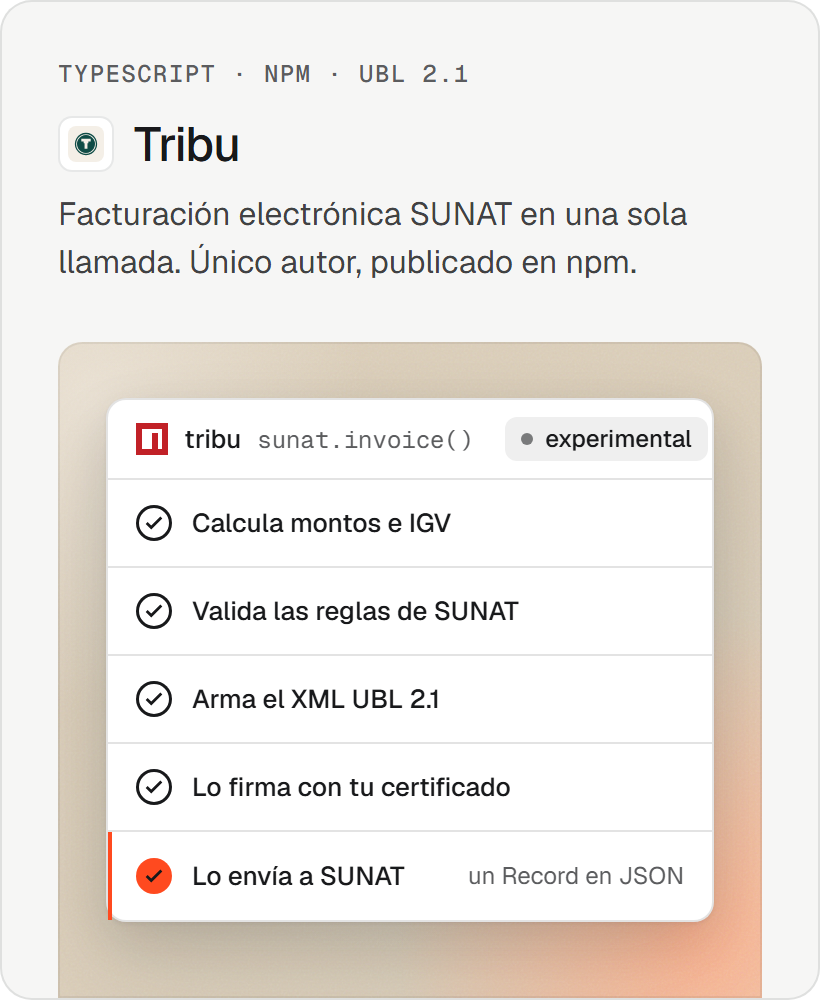 TYPESCRIPT · NPM · UBL 2.1
T
Tribu
Facturación electrónica SUNAT en una sola
llamada. Único autor, publicado en npm.
tribu sunat.invoice() experimental
Calcula montos e IGV
Valida las reglas de SUNAT
Arma el XML UBL 2.1
Lo firma con tu certificado
Lo envía a SUNAT un Record en JSON